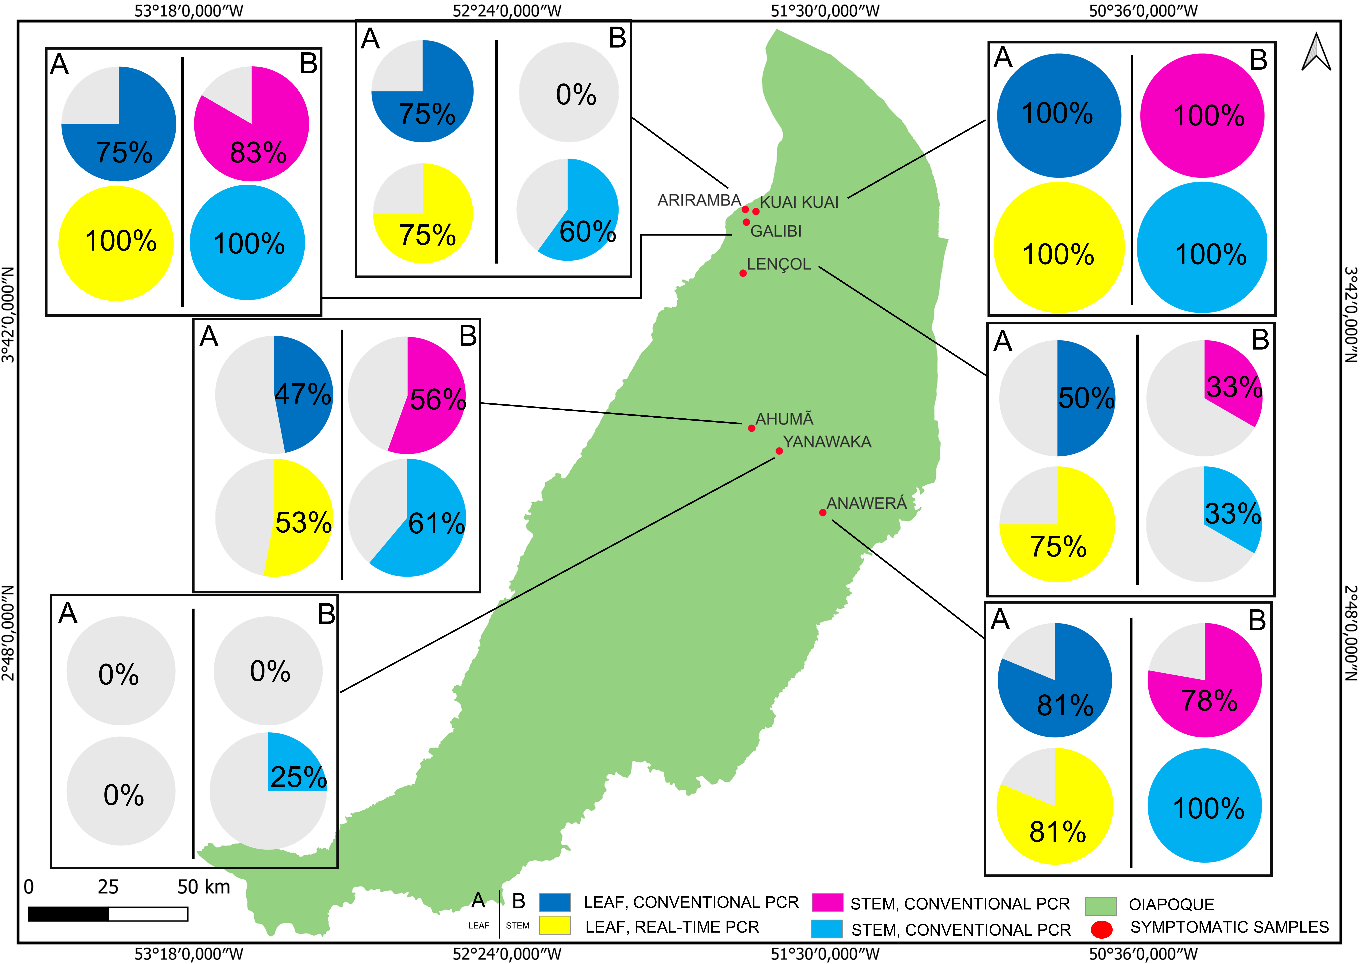 53°18'0,000"W
52°24'0,000"W
51°30'0,000"W
50°36'0,000"W
A
B
75%
83%
100%
100%
A
B
75%
0%
75%
60%
A
B
100%
100%
100%
100%
ARIRAMBA
KUAI KUAI
GALIBI
LENÇOL
3°42'0,000"N
3°42'0,000"N
A
B
47%
56%
53%
61%
A
B
50%
33%
75%
33%
AHUMÃ
YANAWAKA
ANAWERÁ
2°48'0,000"N
2°48'0,000"N
A
B
0%
0%
0%
25%
A
B
81%
78%
81%
100%
0 25 50 km
A
B
LEAF
STEM
LEAF, CONVENTIONAL PCR
STEM, CONVENTIONAL PCR
OIAPOQUE
LEAF, REAL-TIME PCR
STEM, CONVENTIONAL PCR
SYMPTOMATIC SAMPLES
53°18'0,000"W
52°24'0,000"W
51°30'0,000"W
50°36'0,000"W